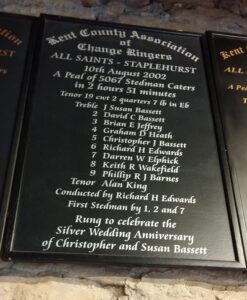 Kent County Association
of
Change Ringers
ALL SAINTS - STAPLEHURST
10th August 2002
A Peal of 5067 Stedman Caters
in 2 hours 51 minutes
Tenor 19 cwt 2 quarters 7 lb in Eb
Treble J Susan Bassett
2 David C Bassett
3 Brian E Jeffrey
4 Graham D Heath
5 Christopher J Bassett
6 Richard H Edwards
7 Darren W Elphick
8 Keith R Wakefield
9 Phillip R J Barnes
Tenor Alan King
Conducted by Richard H Edwards
First Stedman by 1, 2 and 7
Rung to celebrate the
Silver Wedding Anniversary
of Christopher and Susan Bassett